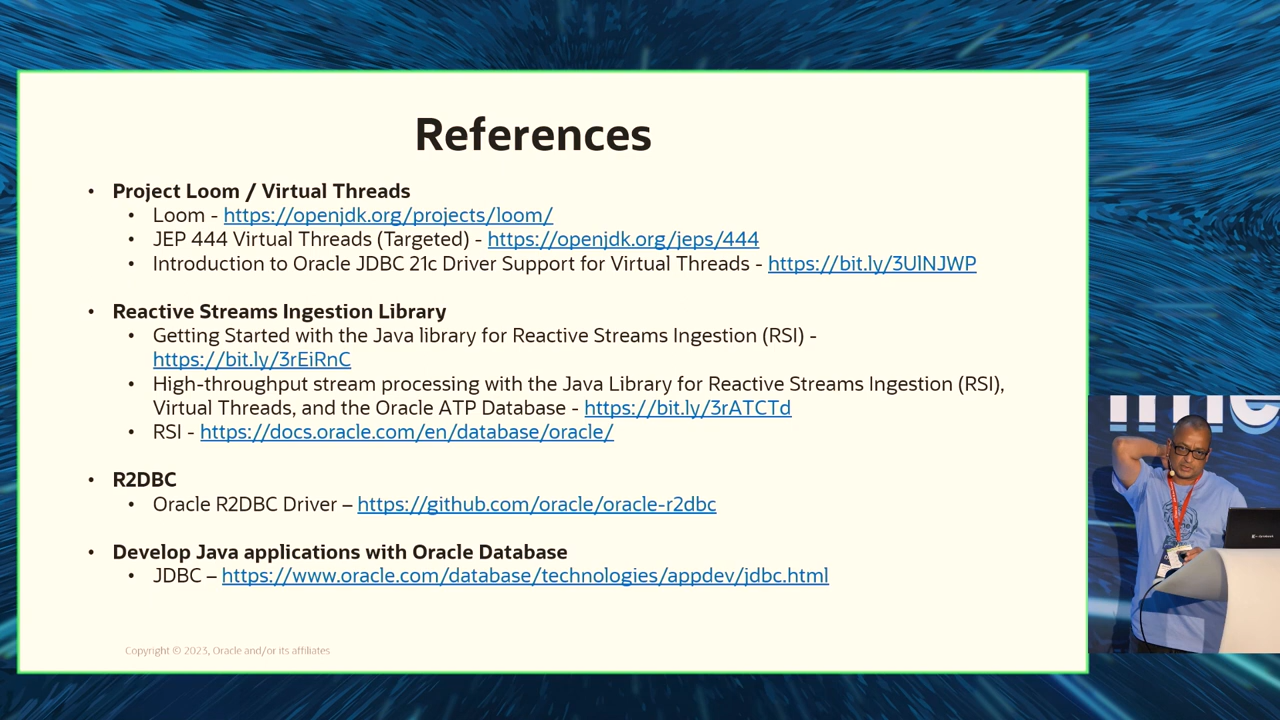 References
• Project Loom / Virtual Threads
• Loom - https://openjdk.org/projects/loom/
• JEP 444 Virtual Threads (Targeted) - https://openjdk.org/jeps/444
• Introduction to Oracle JDBC 21c Driver Support for Virtual Threads - https://bit.ly/3UlNJWP
• Reactive Streams Ingestion Library
• Getting Started with the Java library for Reactive Streams Ingestion (RSI) -
https://bit.ly/3rEiRnC
• High-throughput stream processing with the Java Library for Reactive Streams Ingestion (RSI),
Virtual Threads, and the Oracle ATP Database - https://bit.ly/3rATCTd
• RSI - https://docs.oracle.com/en/database/oracle/
• R2DBC
• Oracle R2DBC Driver – https://github.com/oracle/oracle-r2dbc
• Develop Java applications with Oracle Database
• JDBC – https://www.oracle.com/database/technologies/appdev/jdbc.html
Copyright © 2023, Oracle and/or its affiliates